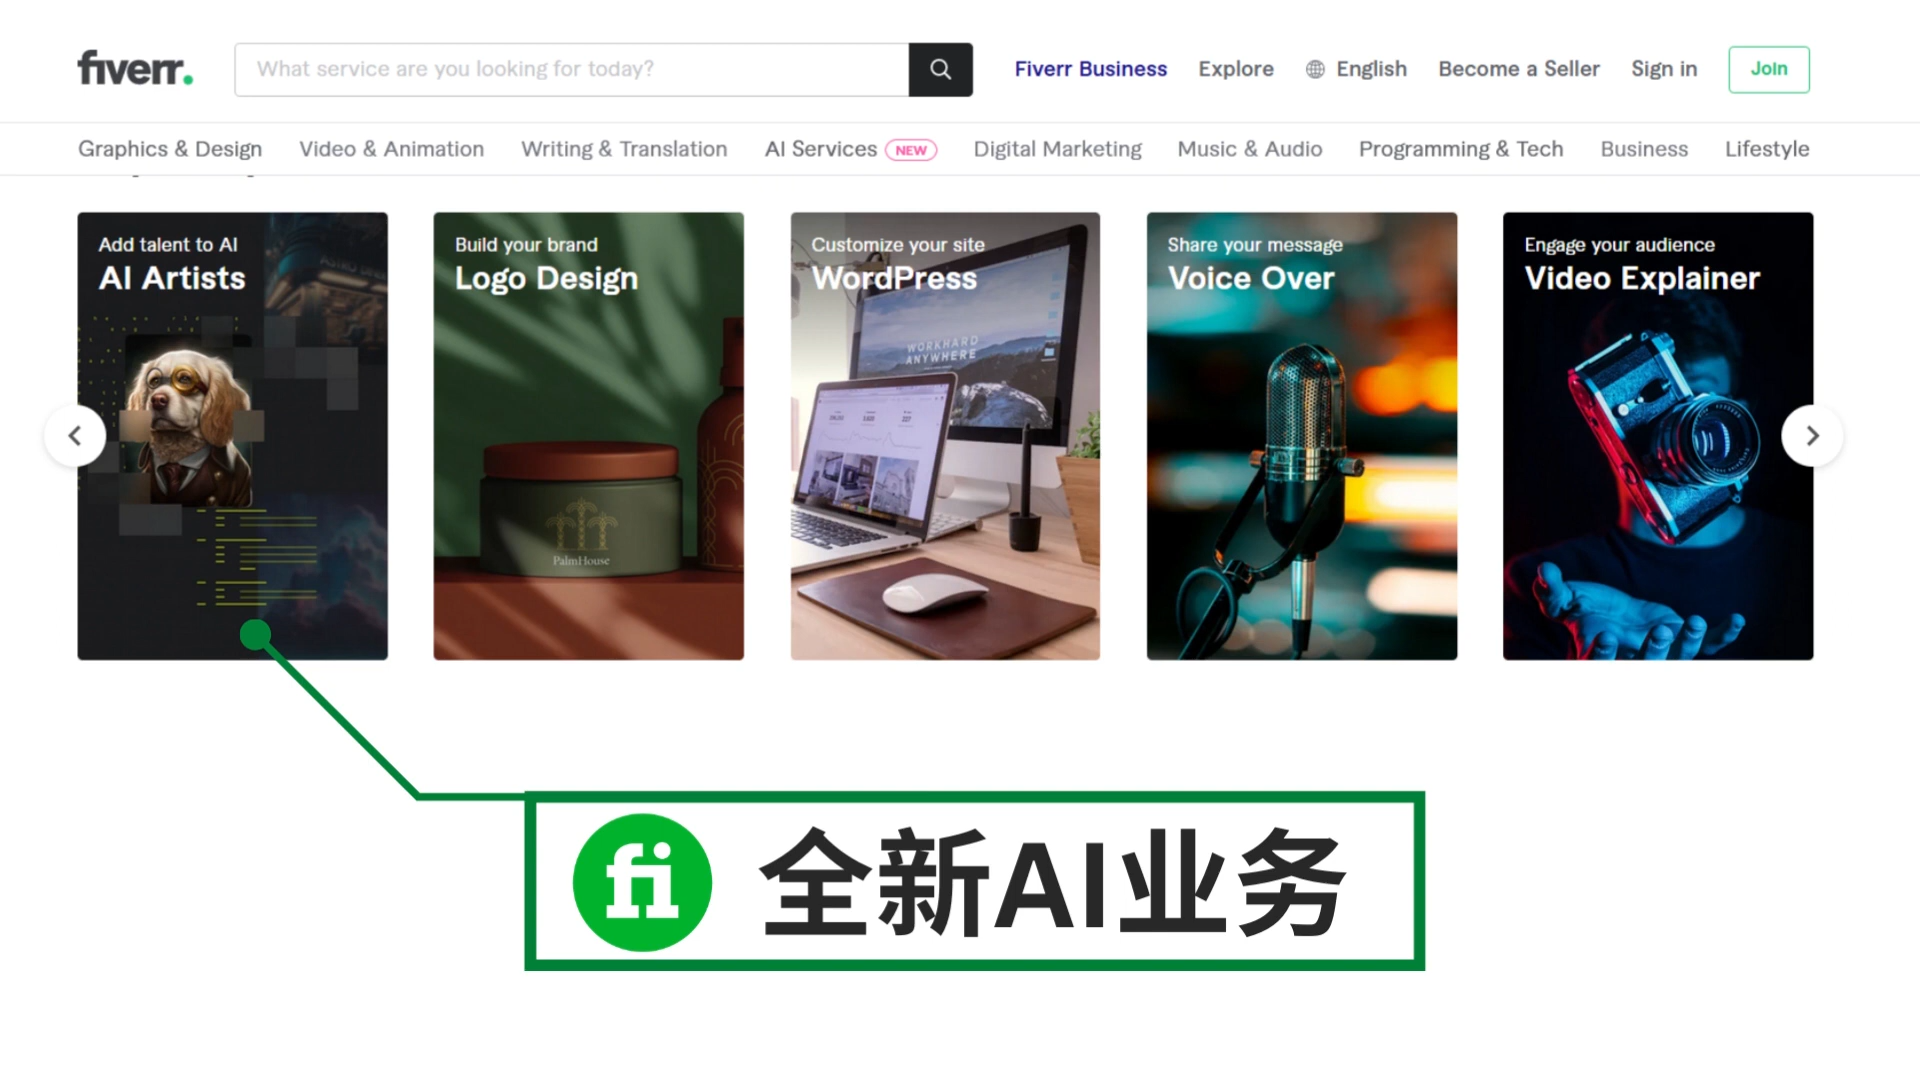 fiverr.
What service are you looking for today?
Fiverr Business
Explore
English
Become a Seller
Sign in
Join
Graphics & Design
Video & Animation
Writing & Translation
AI Services NEW
Digital Marketing
Music & Audio
Programming & Tech
Business
Lifestyle
Add talent to AI
AI Artists
Build your brand
Logo Design
PalmHouse
Customize your site
WordPress
WORKHARD
ANYWHERE
Share your message
Voice Over
Engage your audience
Video Explainer
fi 全新AI业务